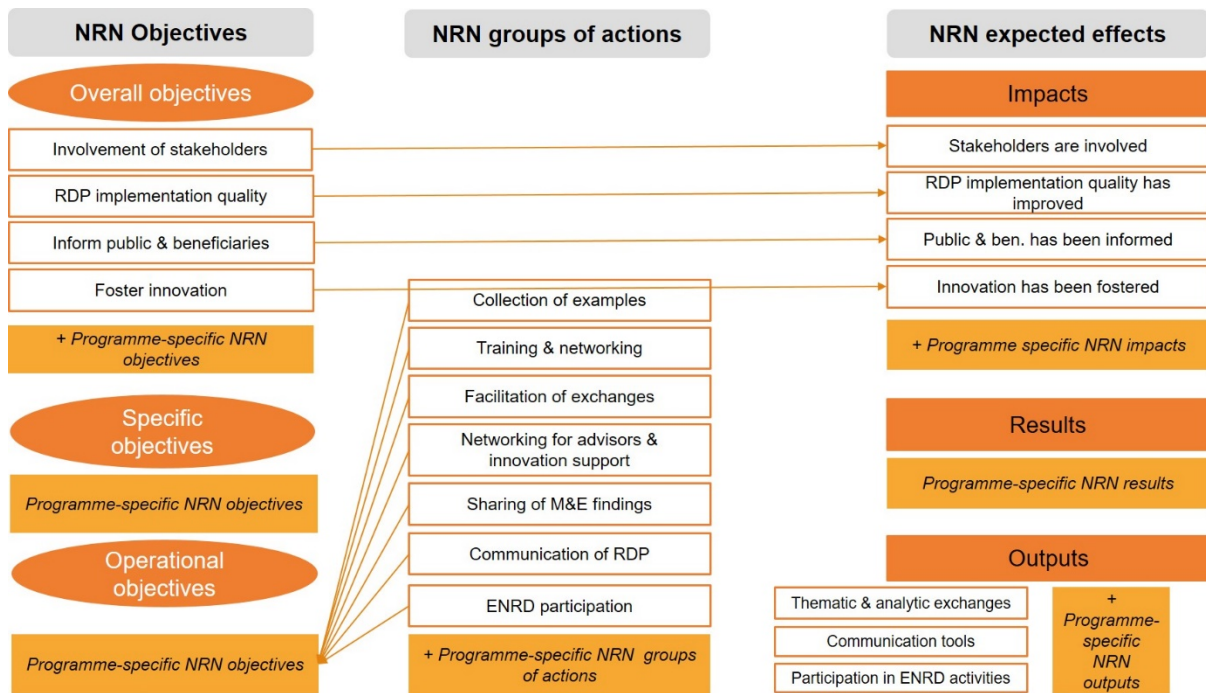 NRN Objectives
Overall objectives
Involvement of stakeholders
RDP implementation quality
Inform public & beneficiaries
Foster innovation
+ Programme-specific NRN
objectives
Specific
objectives
Programme-specific NRN objectives
Operational
objectives
Programme-specific NRN objectives
NRN groups of actions
Collection of examples
Training & networking
Facilitation of exchanges
Networking for advisors &
innovation support
Sharing of M&E findings
Communication of RDP
ENRD participation
+ Programme-specific NRN groups
of actions
NRN expected effects
Impacts
Stakeholders are involved
RDP implementation quality has
improved
Public & ben. has been informed
Innovation has been fostered
+ Programme specific NRN impacts
Results
Programme-specific NRN results
Outputs
Thematic & analytic exchanges
Communication tools
Participation in ENRD activities
+
Programme-
specific
NRN
outputs